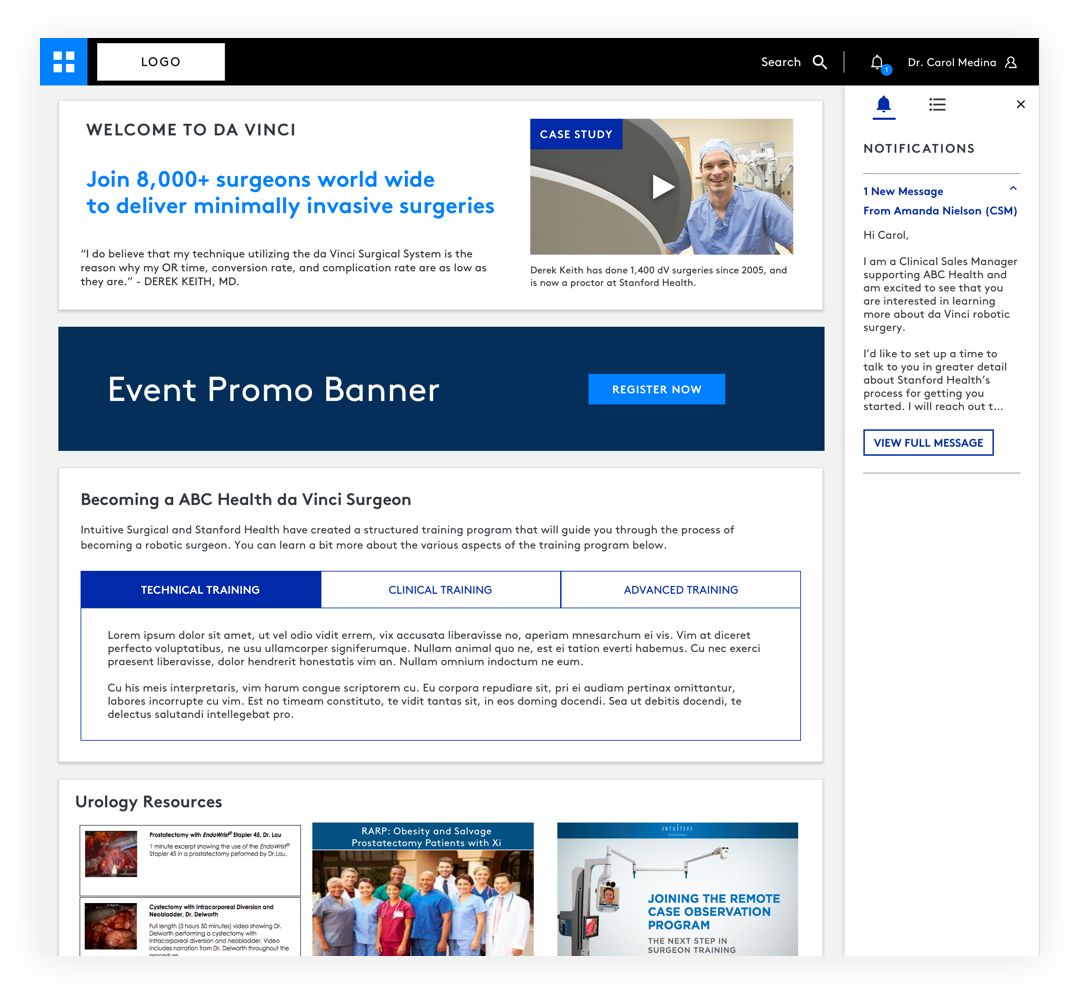 LOGO
Search
1
Dr. Carol Medina
WELCOME TO DA VINCI
Join 8,000+ surgeons world wide
to deliver minimally invasive surgeries
“I do believe that my technique utilizing the da Vinci Surgical System is the
reason why my OR time, conversion rate, and complication rate are as low as
they are.” - DEREK KEITH, MD.
CASE STUDY
Derek Keith has done 1,400 dV surgeries since 2005, and
is now a proctor at Stanford Health.
Event Promo Banner
REGISTER NOW
Becoming a ABC Health da Vinci Surgeon
Intuitive Surgical and Stanford Health have created a structured training program that will guide you through the process of
becoming a robotic surgeon. You can learn a bit more about the various aspects of the training program below.
TECHNICAL TRAINING
CLINICAL TRAINING
ADVANCED TRAINING
Lorem ipsum dolor sit amet, ut vel odio vidit errem, vix accusata liberavisse no, aperiam mnesarchum ei vis. Vim at diceret
perfecto voluptatibus, ne usu ullamcorper signiferumque. Nullam animal quo ne, est ei tation everti habemus. Cu nec exerci
praesent liberavisse, dolor hendrerit honestatis vim an. Nullam omnium indoctum ne eum.
Cu his meis interpretaris, vim harum congue scriptorem cu. Eu corpora repudiare sit, pri ei audiam pertinax omittantur,
labores incorrupte cu vim. Est no timeam constituto, te vidit tantas sit, in eos doming docendi. Sea ut debitis docendi, te
delectus salutandi intellegebat pro.
Urology Resources
Prostatectomy with EndoWrist® Stapler 45, Dr. Lau
1 minute excerpt showing the use of the EndoWrist®
Stapler 45 in a prostatectomy peformed by Dr.Lau.
Cystectomy with Intracorporeal Diversion and
Neobladder, Dr. Delworth
Full length (3 hours 50 minutes) video showing Dr.
Delworth performing a cystectomy with
intracorporeal diversion and neobladder. Video
includes narration from Dr. Delworth throughout the
procedure
RARP: Obesity and Salvage
Prostatectomy Patients with Xi
INTUITIVE
JOINING THE REMOTE
CASE OBSERVATION
PROGRAM
THE NEXT STEP IN
SURGEON TRAINING
NOTIFICATIONS
1 New Message
From Amanda Nielson (CSM)
Hi Carol,
I am a Clinical Sales Manager
supporting ABC Health and
am excited to see that you
are interested in learning
more about da Vinci robotic
surgery.
I’d like to set up a time to
talk to you in greater detail
about Stanford Health’s
process for getting you
started. I will reach out t...
VIEW FULL MESSAGE